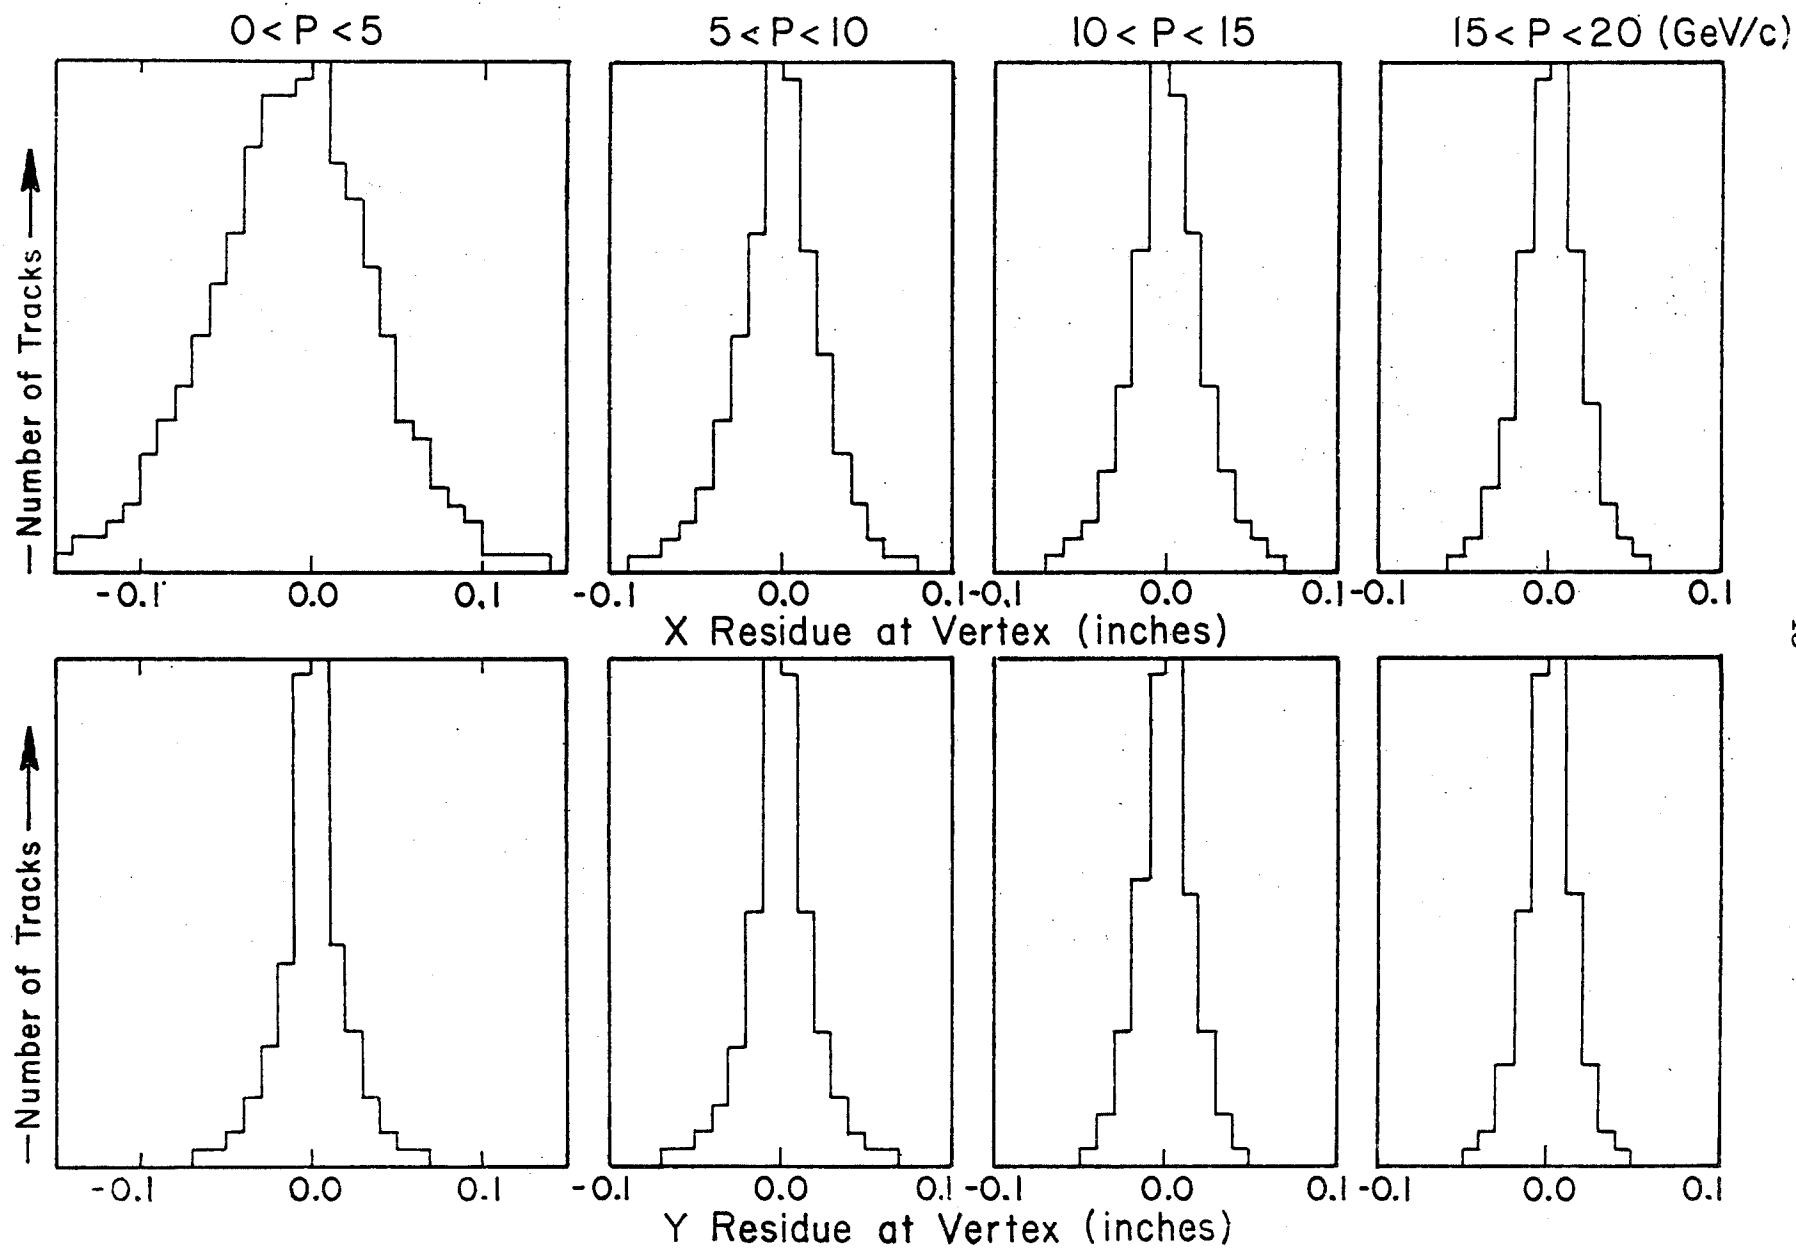 0 < P < 5 5 < P < 10 10 < P < 15 15 < P < 20 (GeV/c)
Number of Tracks
-0.1 0.0 0.1 -0.1 0.0 0.1 -0.1 0.0 0.1 -0.1 0.0 0.1
X Residue at Vertex (inches)
Number of Tracks
-0.1 0.0 0.1 -0.1 0.0 0.1 -0.1 0.0 0.1 -0.1 0.0 0.1
Y Residue at Vertex (inches)